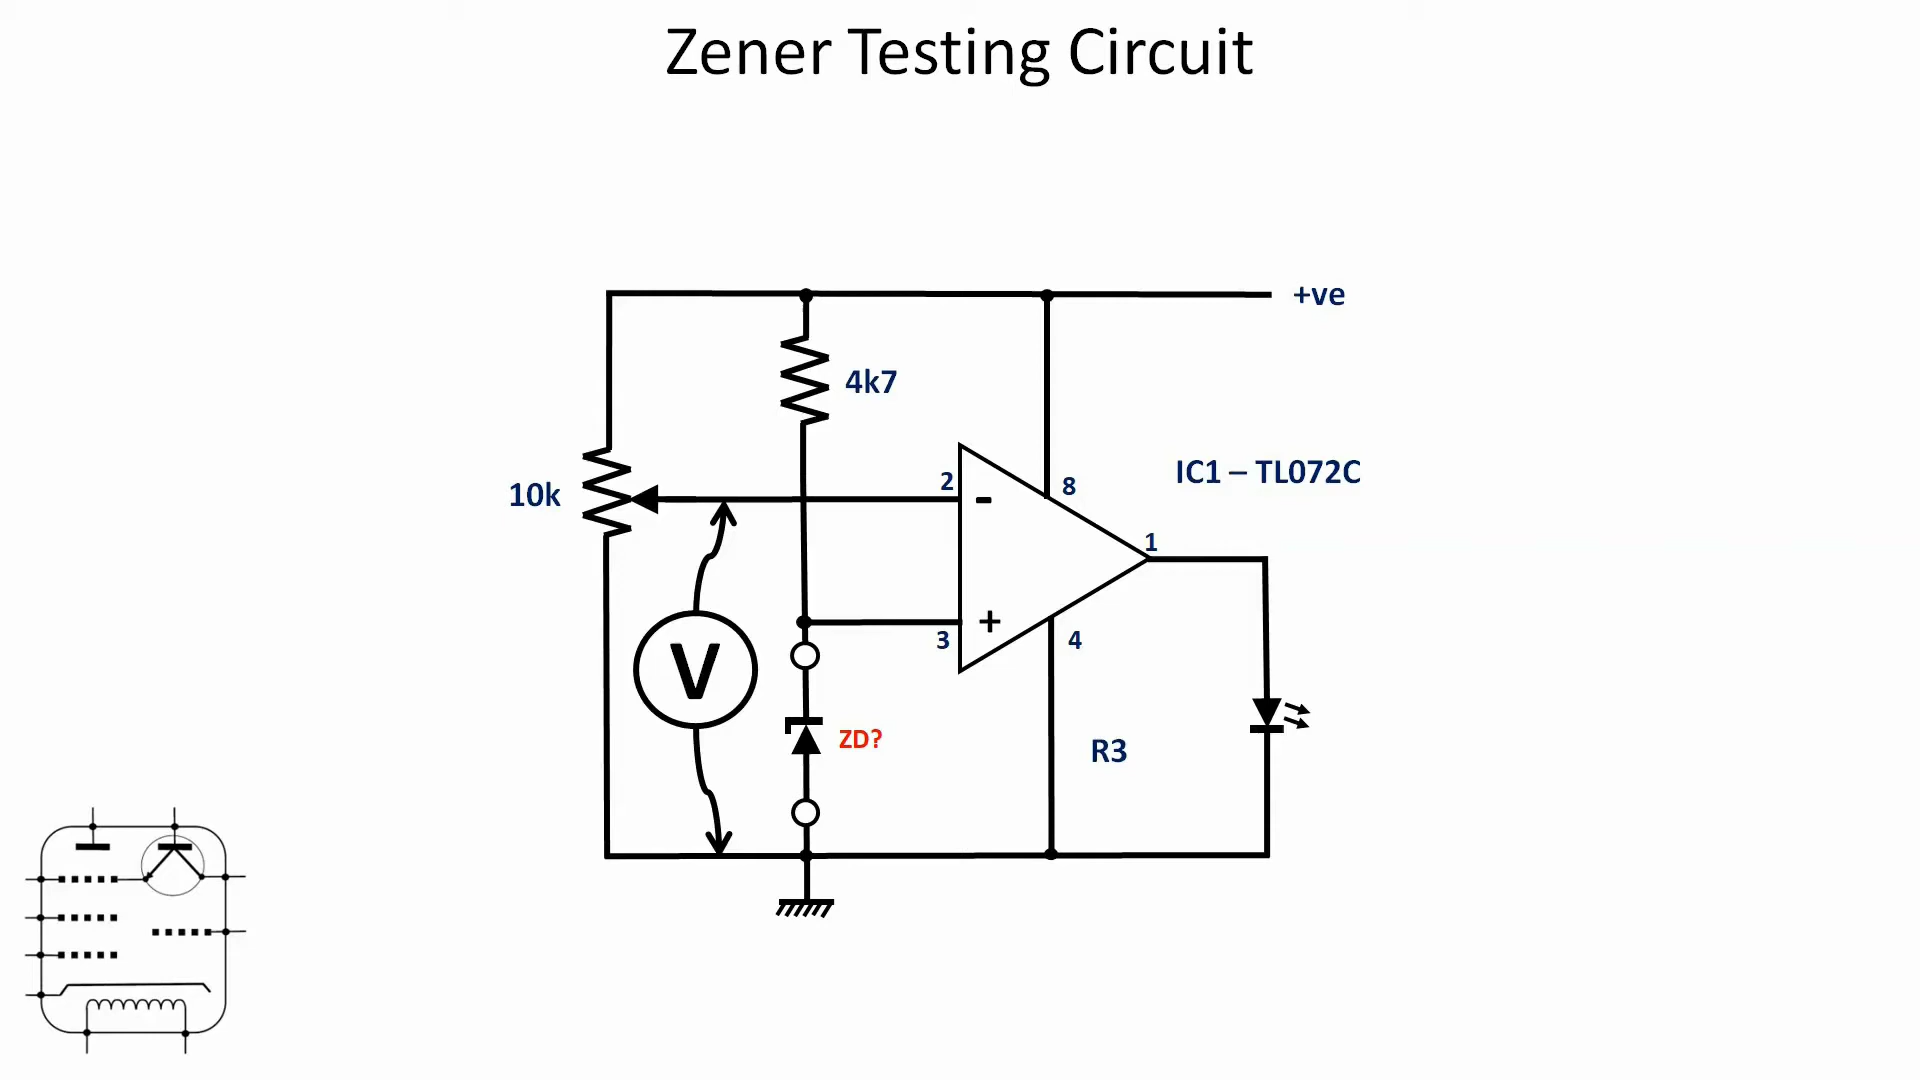 Zener Testing Circuit
+ve
4k7
IC1 – TL072C
2
-
8
10k
1
+
3
4
V
ZD?
R3